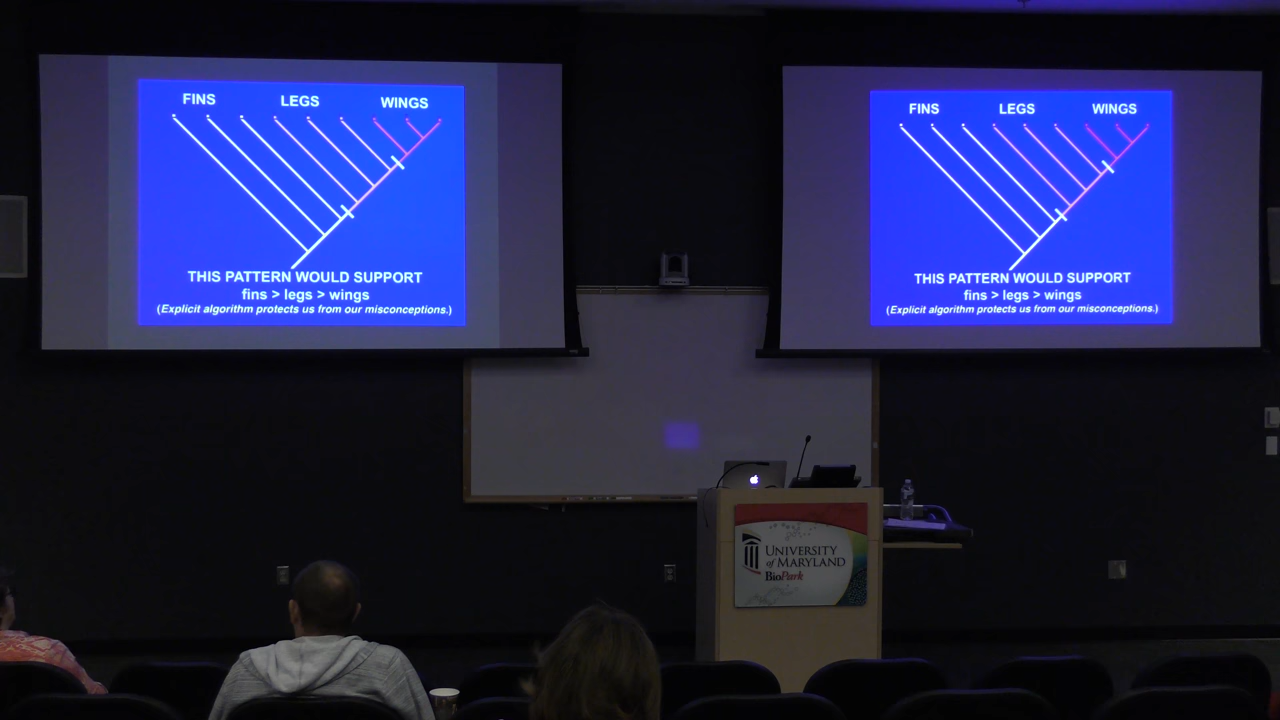 FINS LEGS WINGS
THIS PATTERN WOULD SUPPORT
fins > legs > wings
(Explicit algorithm protects us from our misconceptions.)
FINS LEGS WINGS
THIS PATTERN WOULD SUPPORT
fins > legs > wings
(Explicit algorithm protects us from our misconceptions.)
UNIVERSITY
of MARYLAND
BioPark